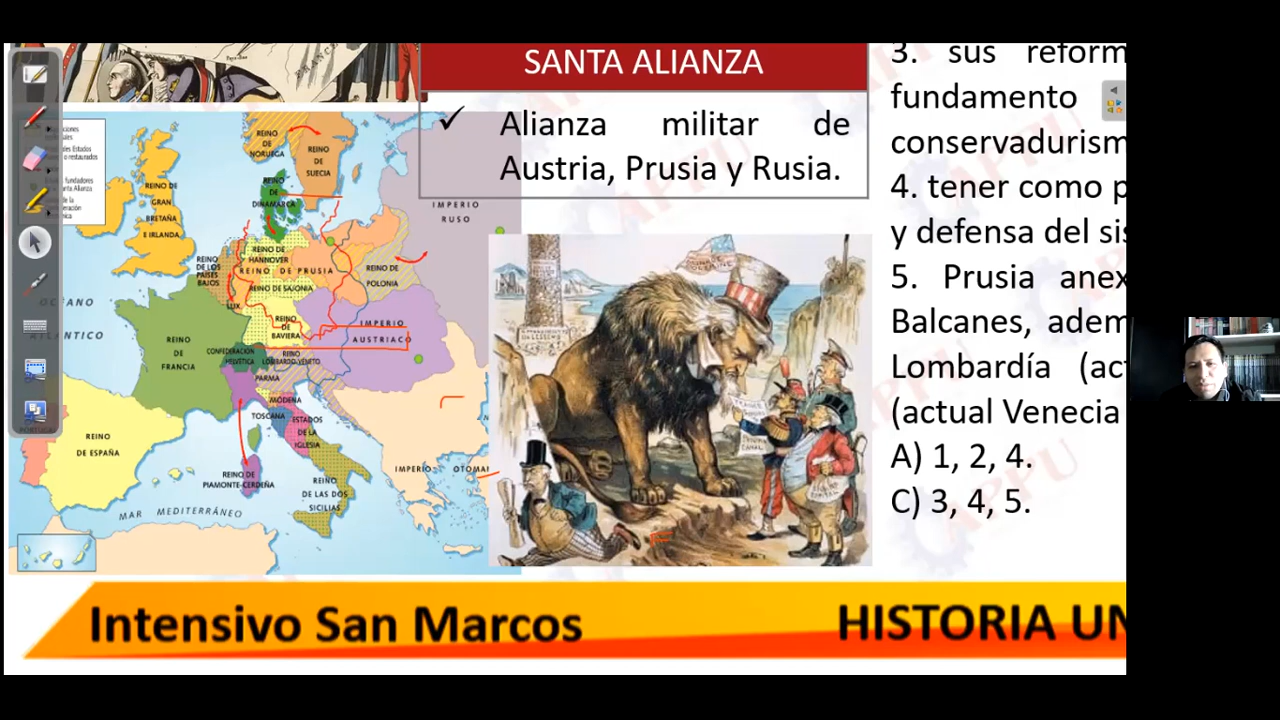 SANTA ALIANZA
✓ Alianza militar de
Austria, Prusia y Rusia.
3. sus reform
fundamento
conservadurism
4. tener como p
y defensa del sis
5. Prusia anex
Balcanes, adem
Lombardía (act
(actual Venecia
A) 1, 2, 4.
C) 3, 4, 5.
REINO
DE
NORUEGA
REINO
DE
SUECIA
REINO
DE
DINAMARCA
REINO DE
GRAN
BRETAÑA
E IRLANDA
IMPERIO
RUSO
REINO
DE LOS
PAISES
BAJOS
REINO DE
HANNOVER
REINO DE PRUSIA
REINO DE
POLONIA
REINO DE SAJONIA
LUX.
OCÉANO
ATLÁNTICO
REINO
DE
BAVIERA
IMPERIO
AUSTRIACO
REINO
DE
FRANCIA
CONFEDERACIÓN
HELVÉTICA
REINO
LOMBARDO-VENETO
PARMA
MÓDENA
TOSCANA
ESTADOS
DE LA
IGLESIA
REINO
DE ESPAÑA
REINO DE
PIAMONTE-CERDEÑA
REINO
DE LAS DOS
SICILIAS
IMPERIO OTOMA
MAR MEDITERRÁNEO
Intensivo San Marcos
HISTORIA UN